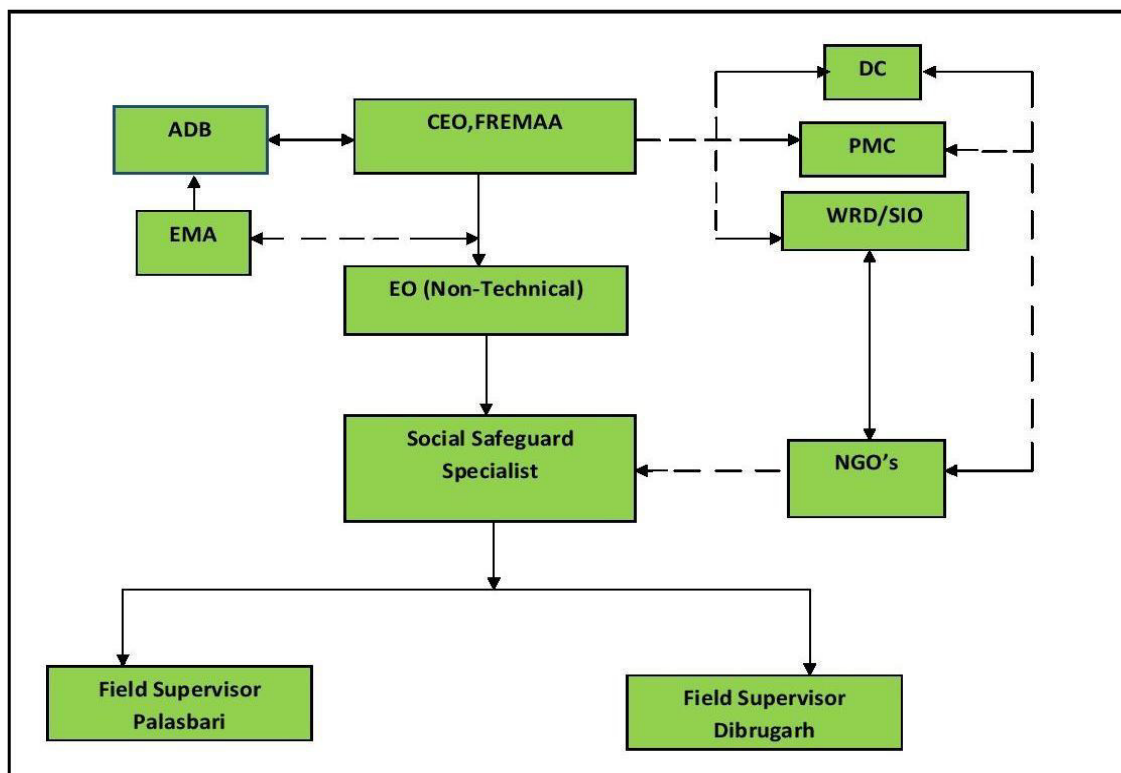 DC
ADB
CEO,FREMAA
PMC
EMA
WRD/SIO
EO (Non-Technical)
Social Safeguard
Specialist
NGO’s
Field Supervisor
Palasbari
Field Supervisor
Dibrugarh